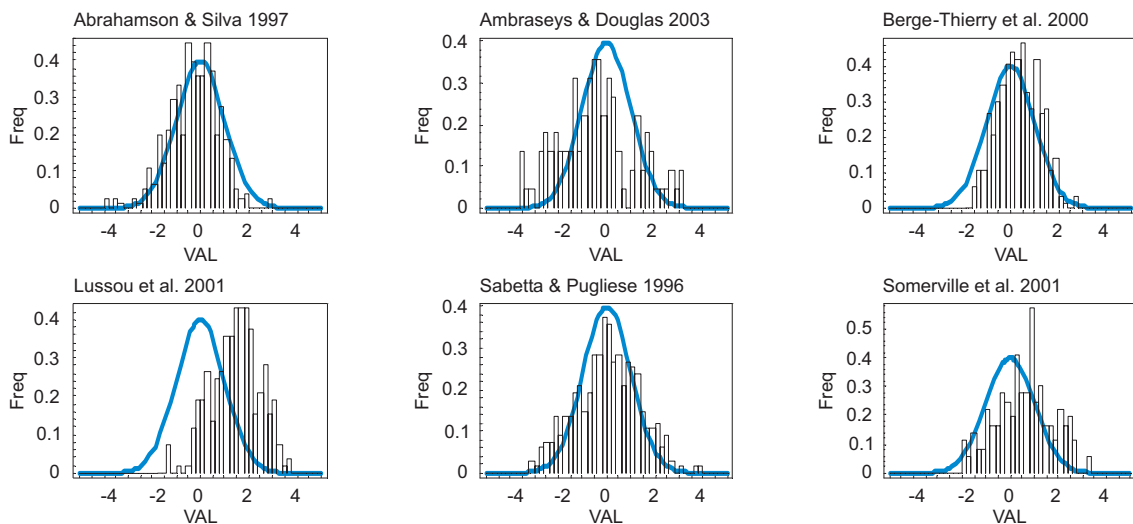 Abrahamson & Silva 1997
Freq
0.4
0.3
0.2
0.1
0
-4 -2 0 2 4
VAL
Ambraseys & Douglas 2003
Freq
0.4
0.3
0.2
0.1
0
-4 -2 0 2 4
VAL
Berge-Thierry et al. 2000
Freq
0.4
0.3
0.2
0.1
0
-4 -2 0 2 4
VAL
Lussou et al. 2001
Freq
0.4
0.3
0.2
0.1
0
-4 -2 0 2 4
VAL
Sabetta & Pugliese 1996
Freq
0.4
0.3
0.2
0.1
0
-4 -2 0 2 4
VAL
Somerville et al. 2001
Freq
0.5
0.4
0.3
0.2
0.1
0
-4 -2 0 2 4
VAL